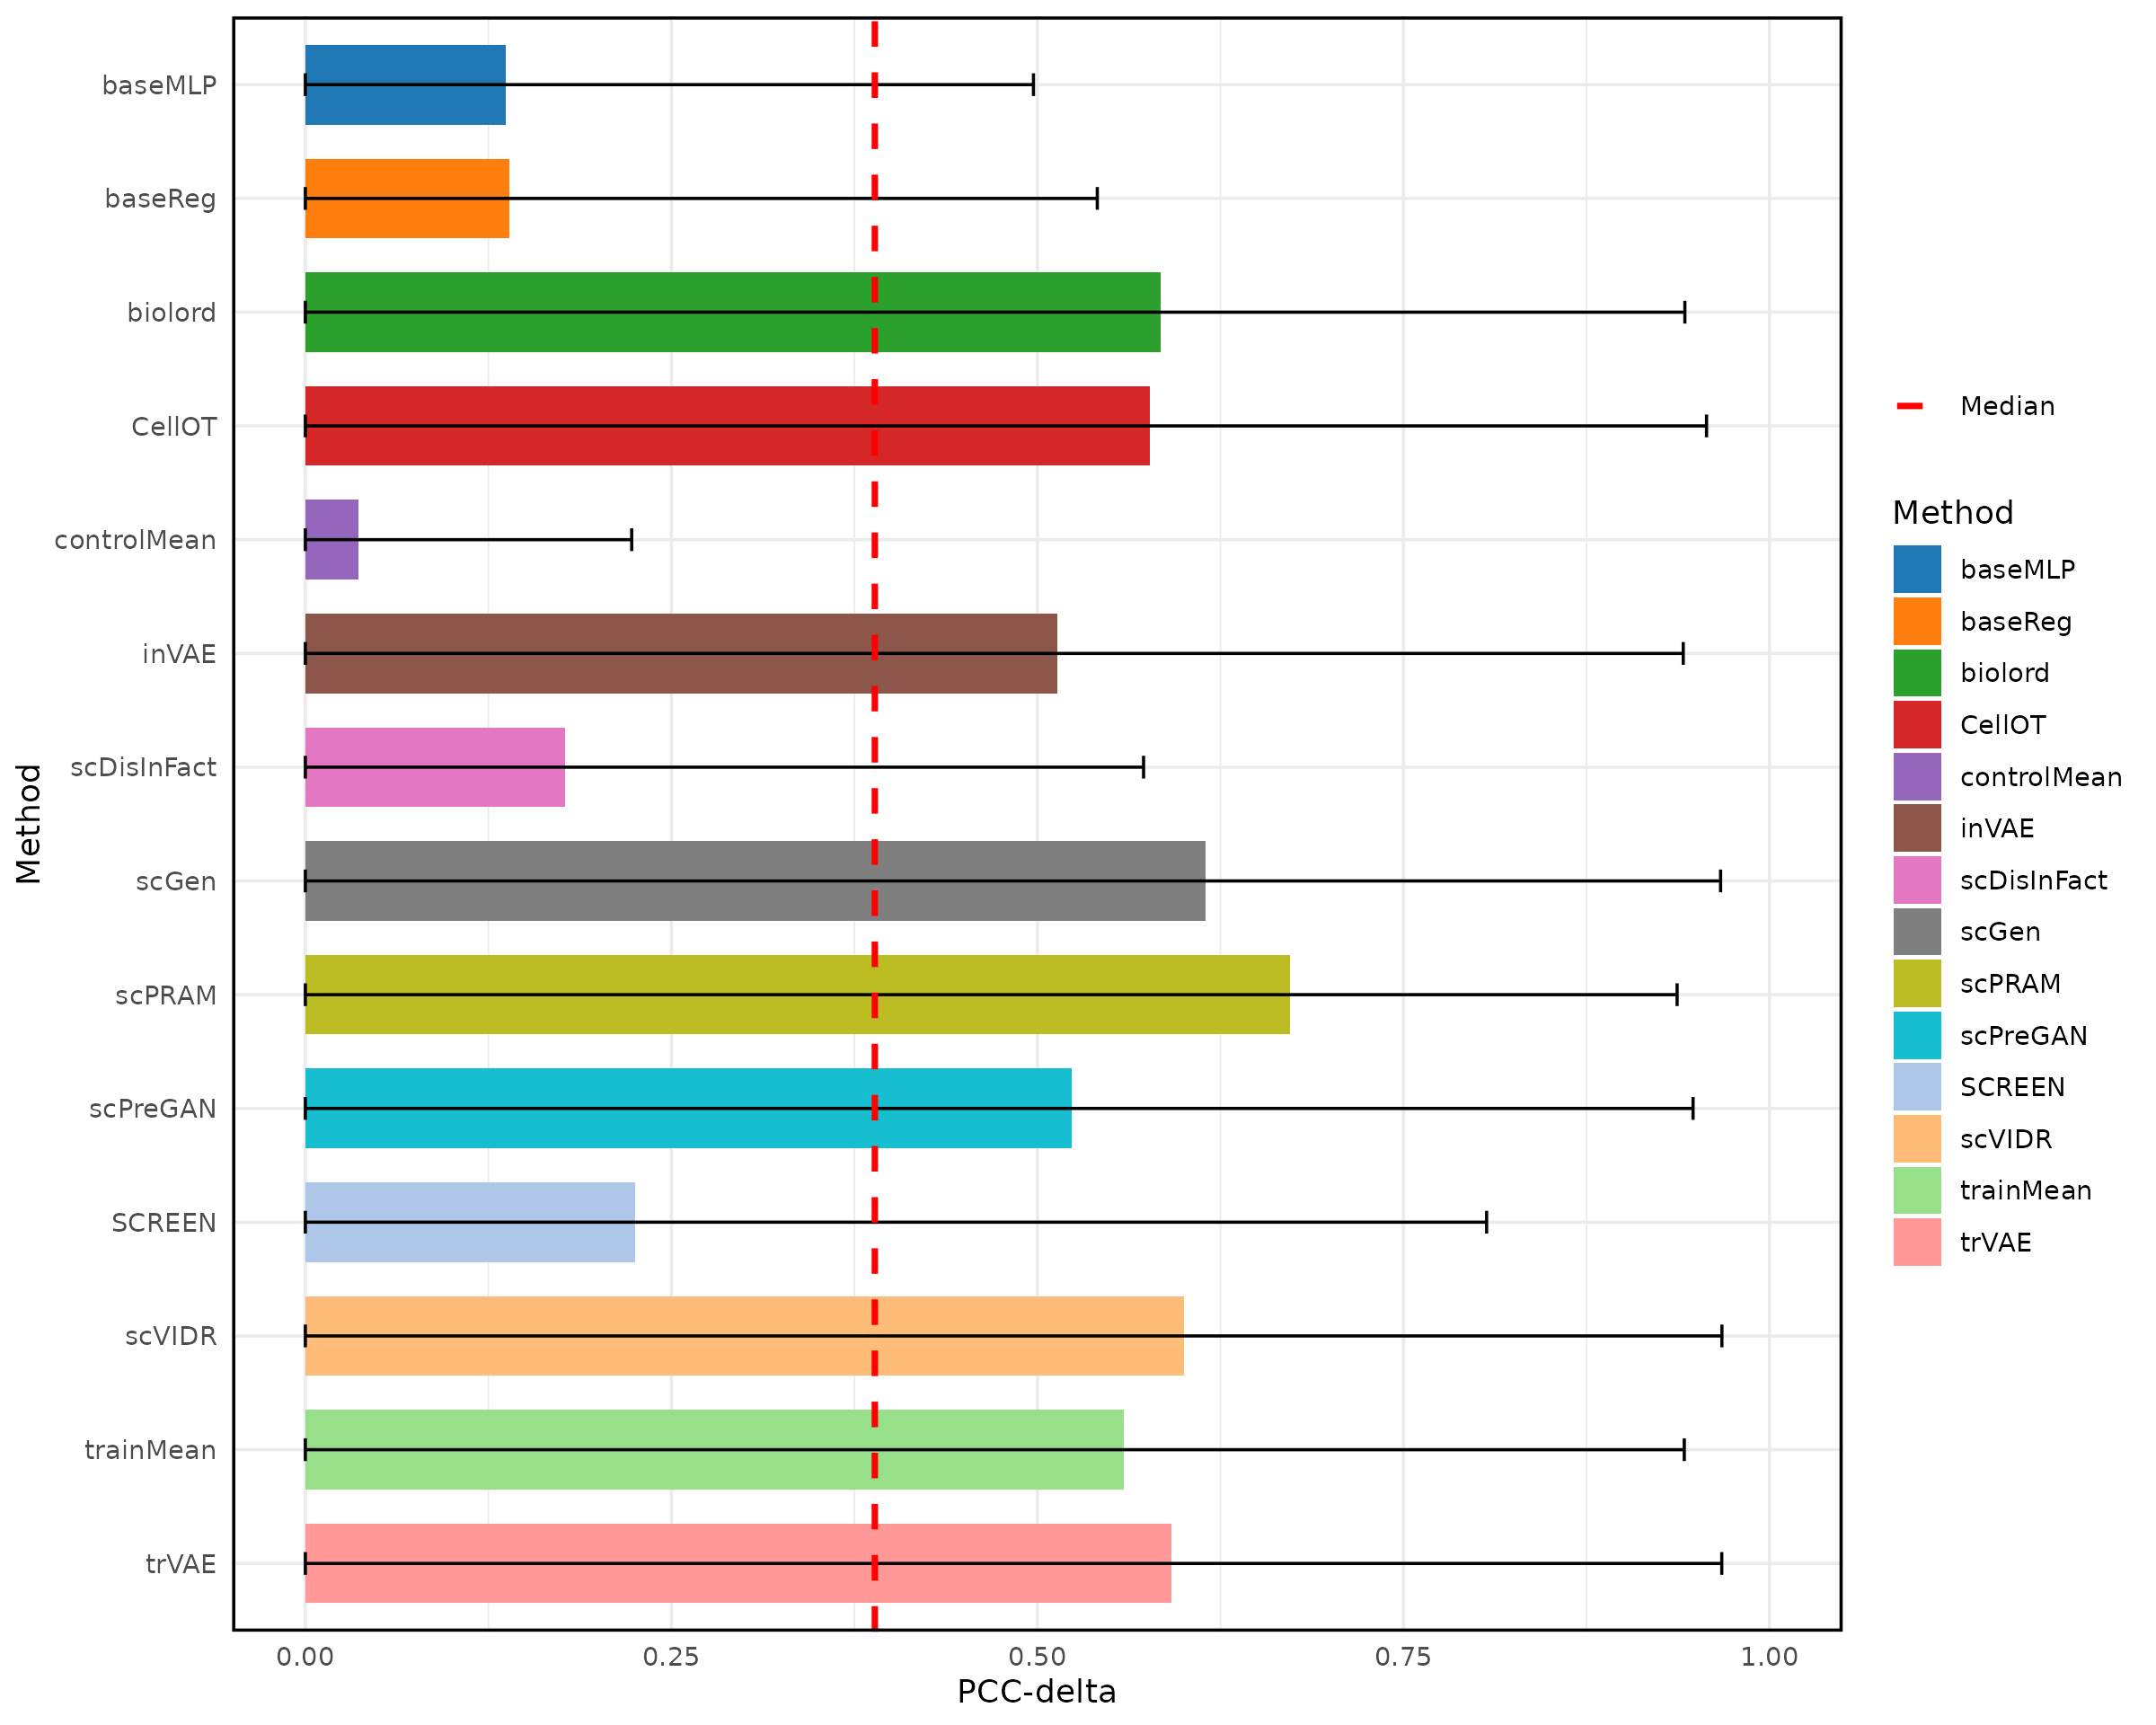 baseMLP
baseReg
biolord
CellOT
controlMean
inVAE
scDisInFact
scGen
scPRAM
scPreGAN
SCREEN
scVIDR
trainMean
trVAE
Method
0.00 0.25 0.50 0.75 1.00
PCC-delta
Median
Method
baseMLP
baseReg
biolord
CellOT
controlMean
inVAE
scDisInFact
scGen
scPRAM
scPreGAN
SCREEN
scVIDR
trainMean
trVAE